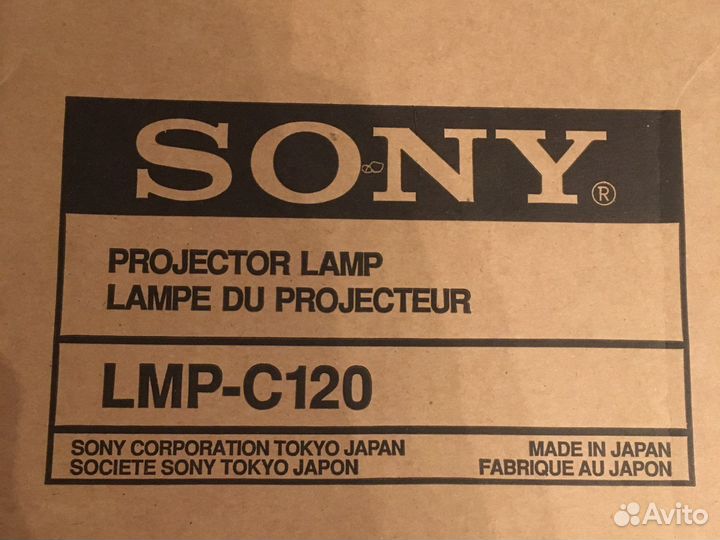 SONY®
PROJECTOR LAMP
LAMPE DU PROJECTEUR
LMP-C120
SONY CORPORATION TOKYO JAPAN
SOCIETE SONY TOKYO JAPON
MADE IN JAPAN
FABRIQUE AU JAPON
Avito